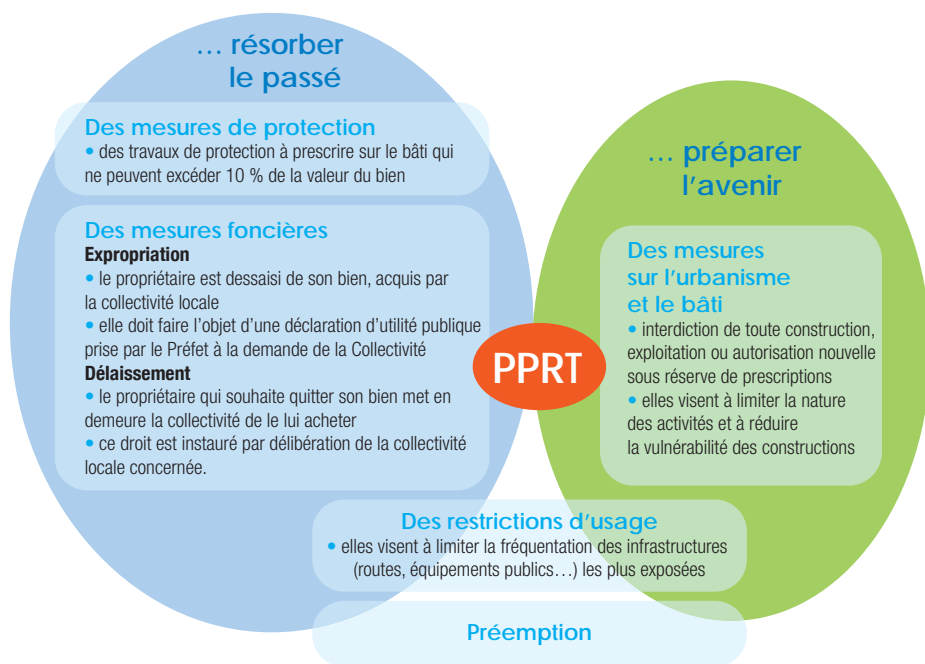 … résorber
le passé
Des mesures de protection
• des travaux de protection à prescrire sur le bâti qui
ne peuvent excéder 10 % de la valeur du bien
Des mesures foncières
Expropriation
• le propriétaire est dessaisi de son bien, acquis par
la collectivité locale
• elle doit faire l'objet d'une déclaration d'utilité publique
prise par le Préfet à la demande de la Collectivité
Délaissement
• le propriétaire qui souhaite quitter son bien met en
demeure la collectivité de le lui acheter
• ce droit est instauré par délibération de la collectivité
locale concernée.
PPRT
… préparer
l'avenir
Des mesures
sur l'urbanisme
et le bâti
• interdiction de toute construction,
exploitation ou autorisation nouvelle
sous réserve de prescriptions
• elles visent à limiter la nature
des activités et à réduire
la vulnérabilité des constructions
Des restrictions d'usage
• elles visent à limiter la fréquentation des infrastructures
(routes, équipements publics…) les plus exposées
Préemption